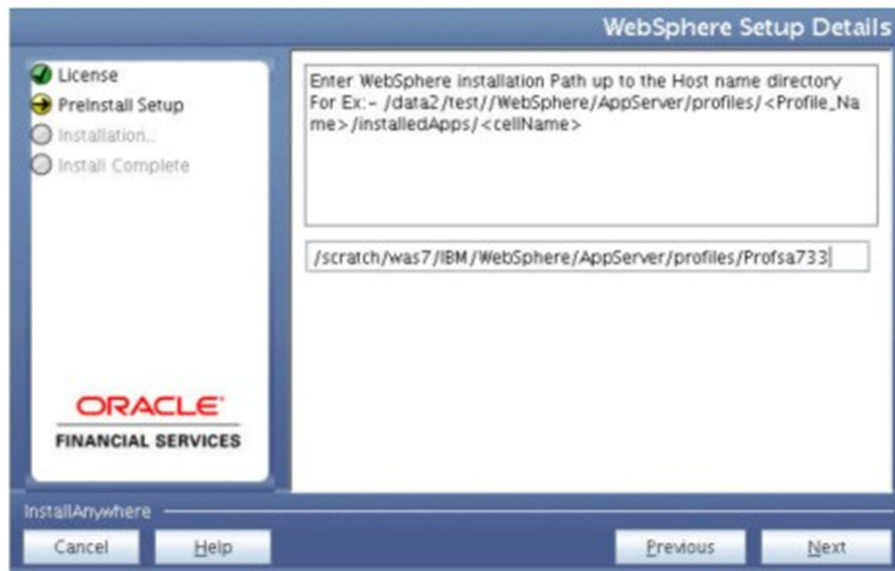 WebSphere Setup Details
License
PreInstall Setup
Installation..
Install Complete
Enter WebSphere installation Path up to the Host name directory
For Ex:- /data2/test//WebSphere/AppServer/profiles/<Profile_Na
me>/installedApps/<cellName>
/scratch/was7/IBM/WebSphere/AppServer/profiles/Profsa733
ORACLE
FINANCIAL SERVICES
InstallAnywhere
Cancel
Help
Previous
Next